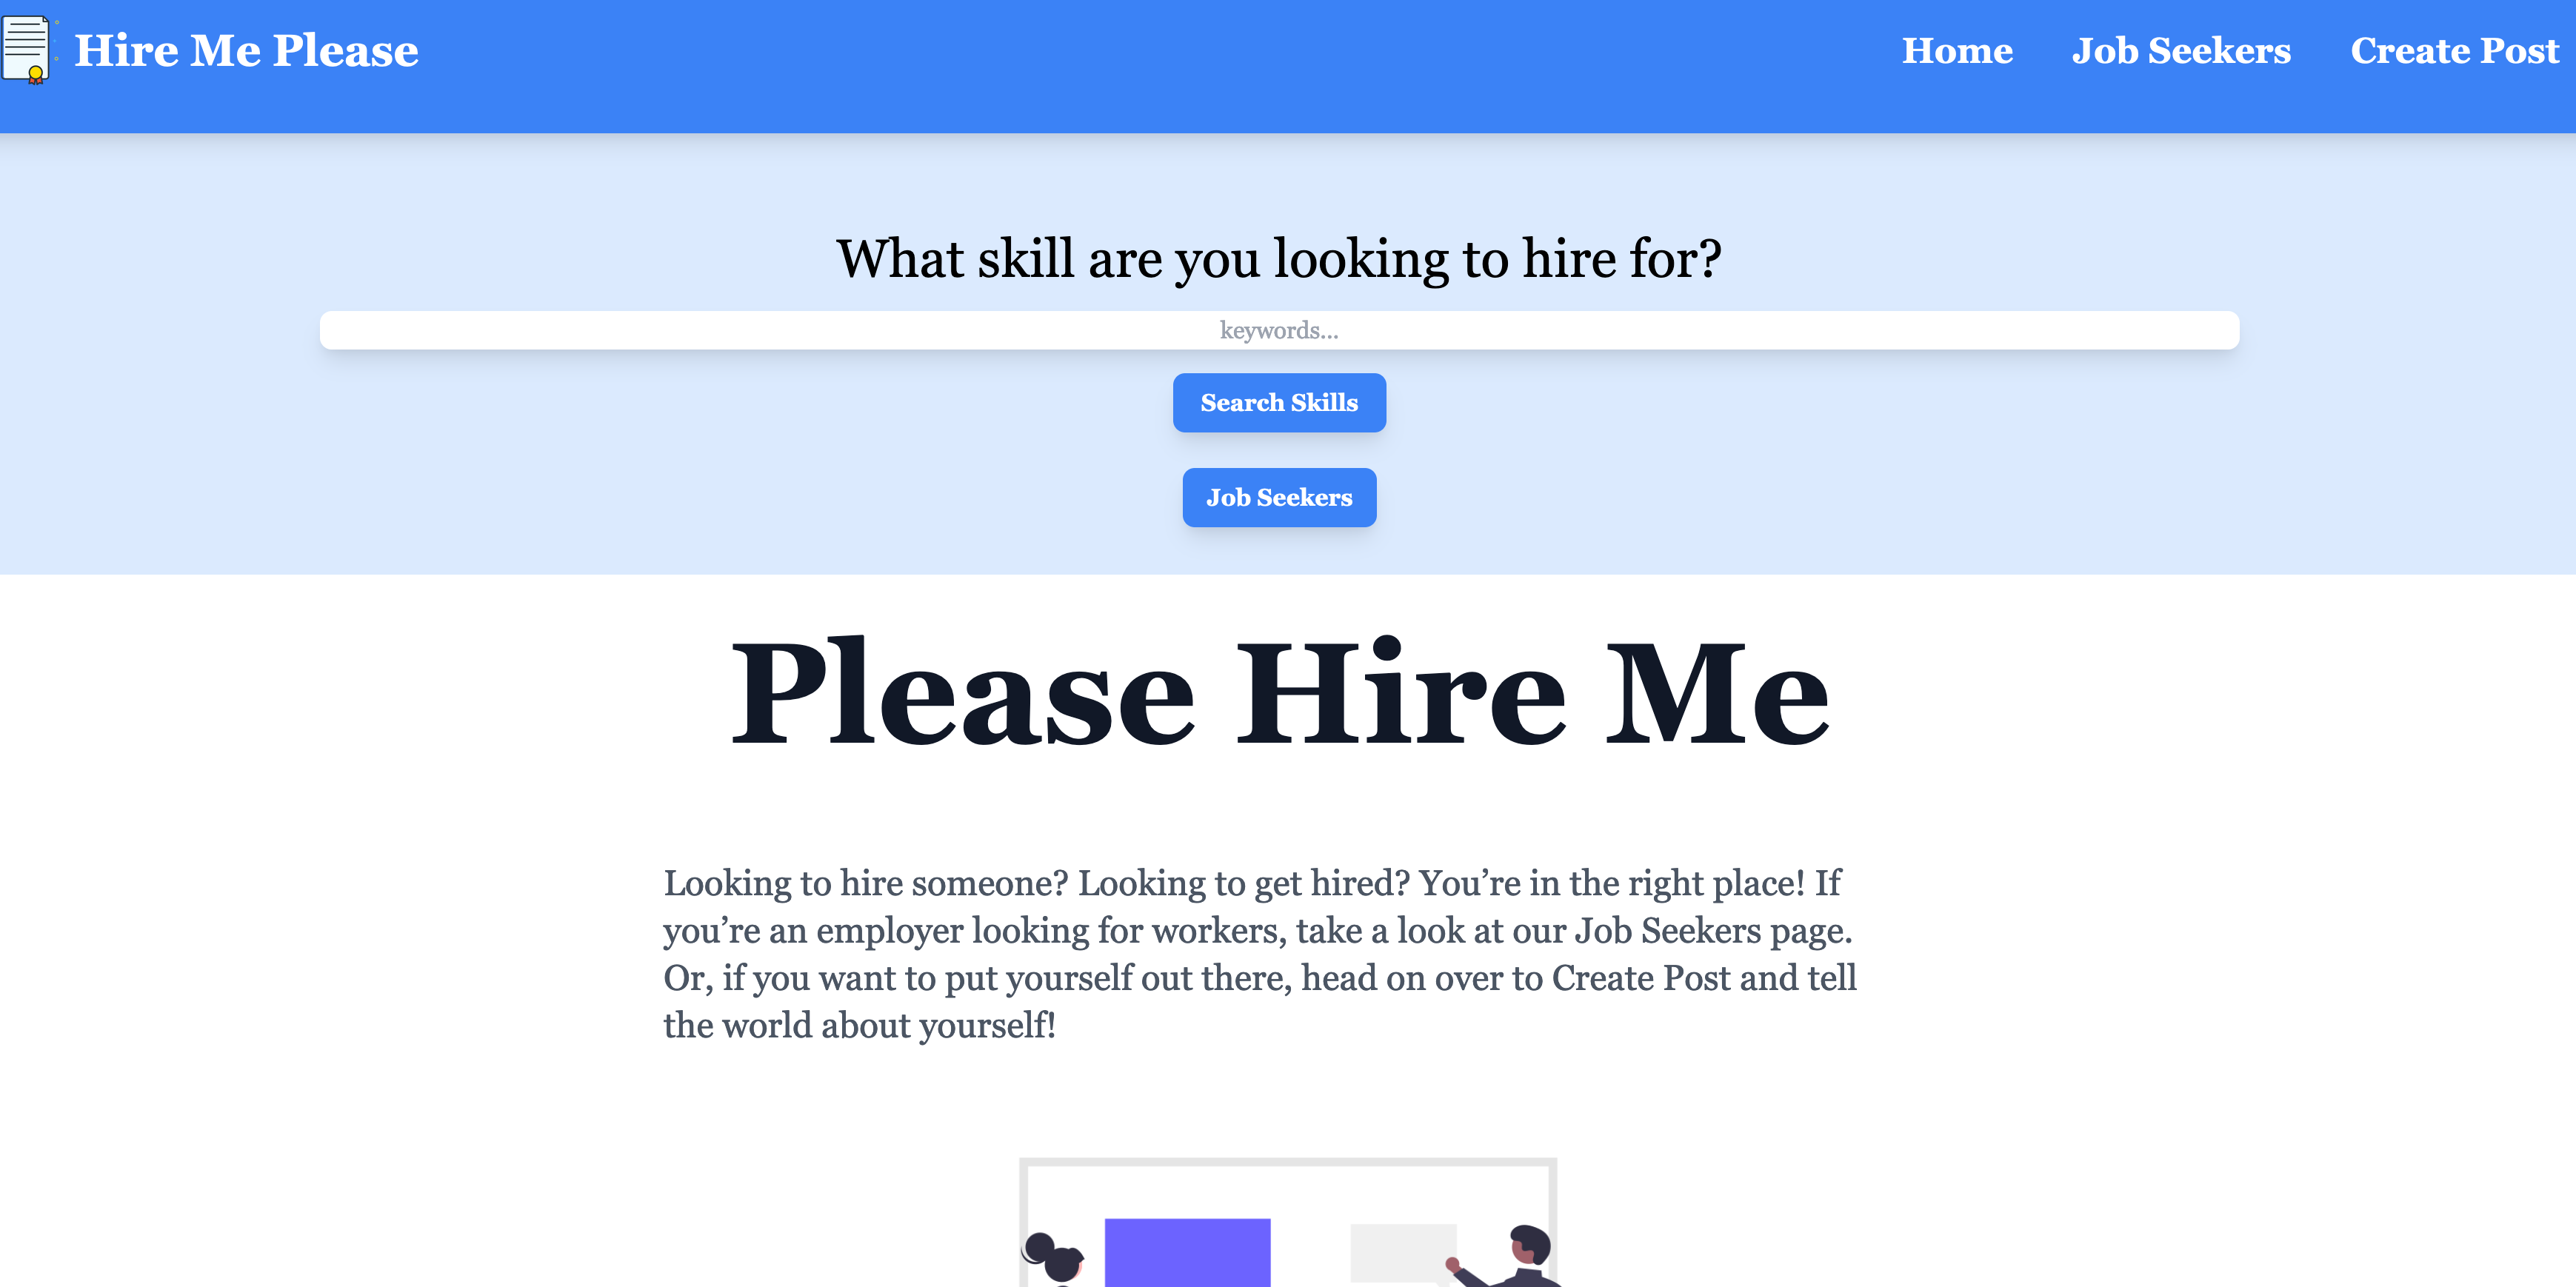 Hire Me Please
Home
Job Seekers
Create Post
What skill are you looking to hire for?
keywords...
Search Skills
Job Seekers
Please Hire Me
Looking to hire someone? Looking to get hired? You’re in the right place! If
you’re an employer looking for workers, take a look at our Job Seekers page.
Or, if you want to put yourself out there, head on over to Create Post and tell
the world about yourself!